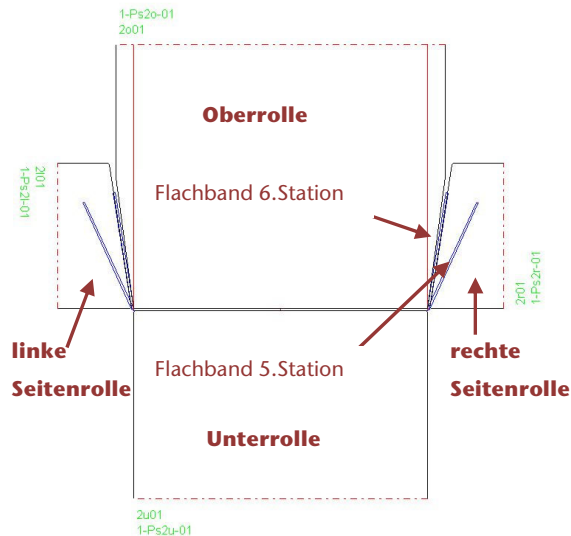 1-Ps2o-01
2o01
Oberrolle
2l01
1-Ps2l-01
Flachband 6.Station
2r01
1-Ps2r-01
linke
Seitenrolle
Flachband 5.Station
rechte
Seitenrolle
Unterrolle
2u01
1-Ps2u-01